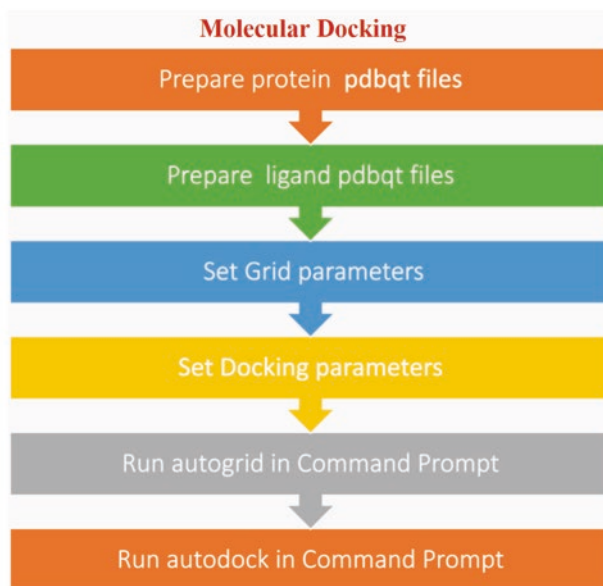 Molecular Docking
Prepare protein pdbqt files
Prepare ligand pdbqt files
Set Grid parameters
Set Docking parameters
Run autogrid in Command Prompt
Run autodock in Command Prompt